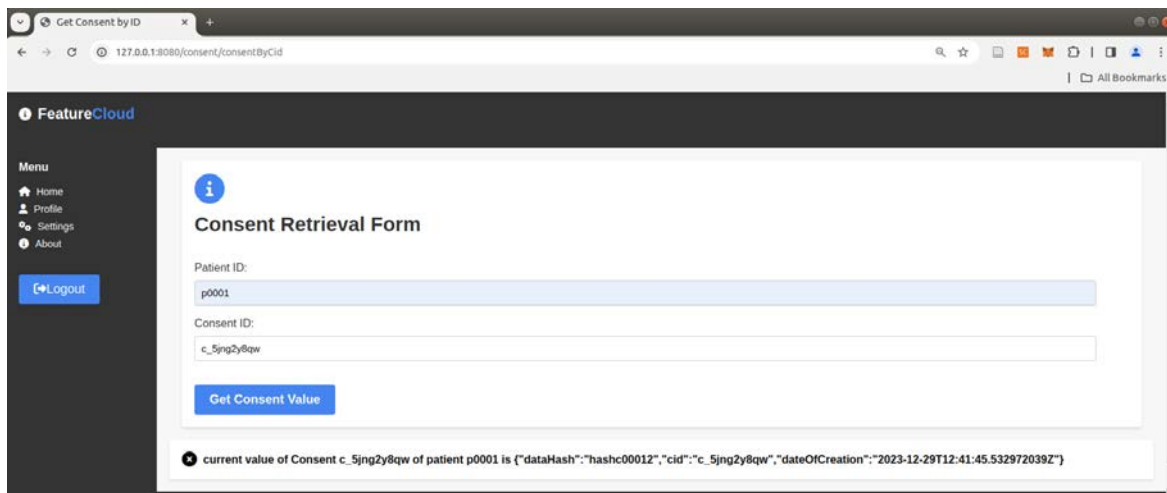 Get Consent by ID
127.0.0.1:8080/consent/consentByCid
All Bookmarks
FeatureCloud
Menu
Home
Profile
Settings
About
Logout
Consent Retrieval Form
Patient ID:
p0001
Consent ID:
c_5jng2y8qw
Get Consent Value
current value of Consent c_5jng2y8qw of patient p0001 is {"dataHash":"hashc00012","cid":"c_5jng2y8qw","dateOfCreation":"2023-12-29T12:41:45.532972039Z"}